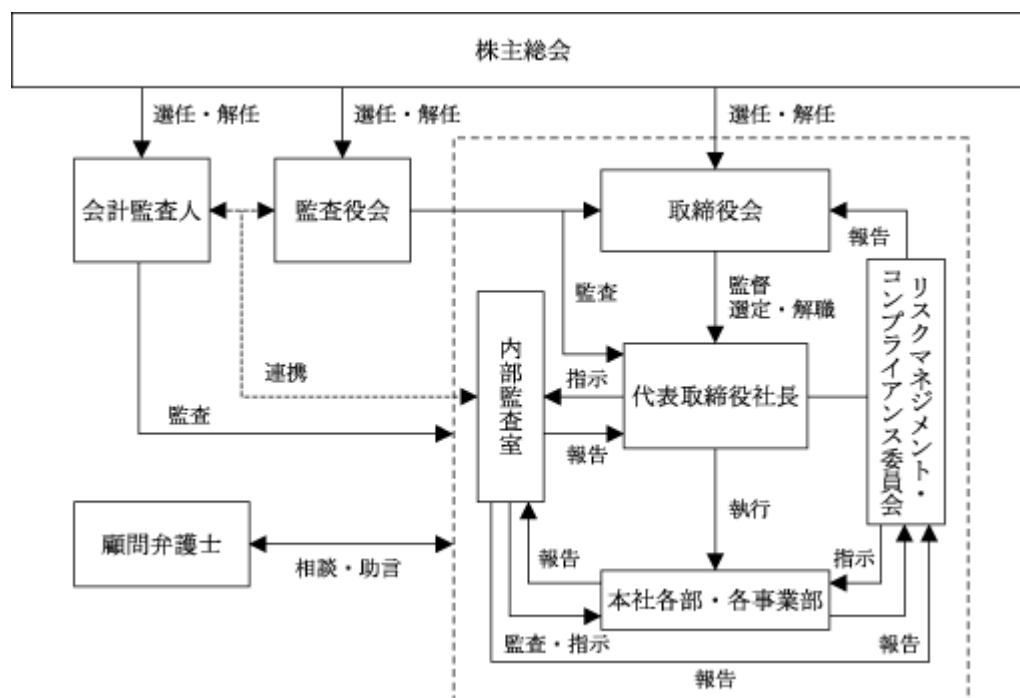 株主総会
選任・解任
選任・解任
選任・解任
会計監査人
監査役会
取締役会
報告
監督
選定・解職
監査
リスクマネジメント・
コンプライアンス委員会
内部監査室
連携
指示
代表取締役社長
監査
報告
執行
顧問弁護士
相談・助言
報告
指示
本社各部・各事業部
監査・指示
報告
報告